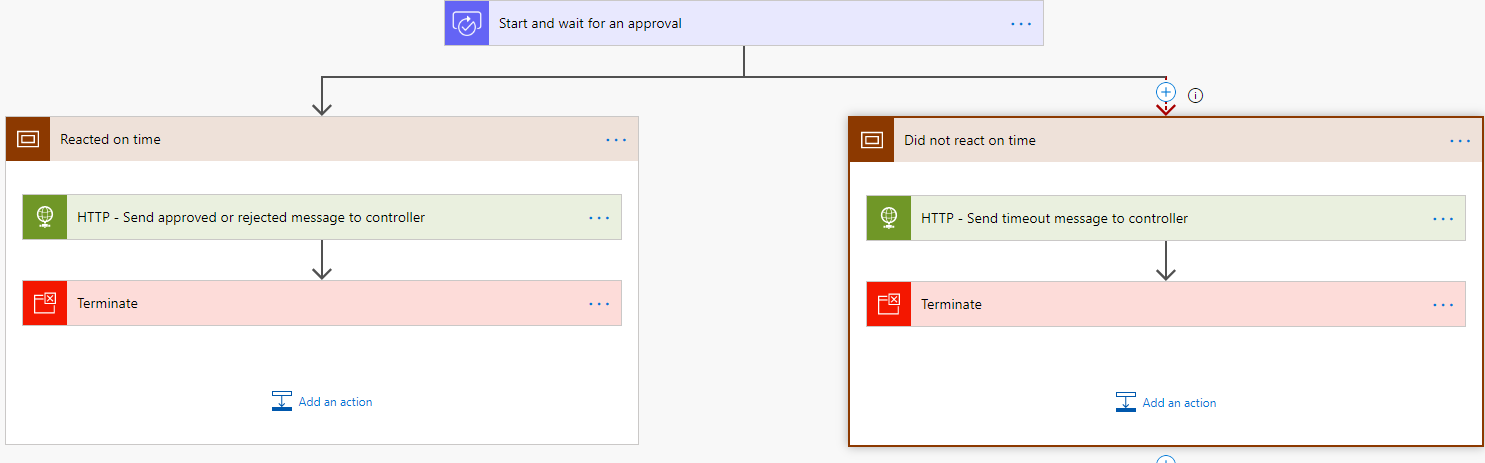 Start and wait for an approval
Reacted on time
HTTP - Send approved or rejected message to controller
Terminate
Add an action
Did not react on time
HTTP - Send timeout message to controller
Terminate
Add an action